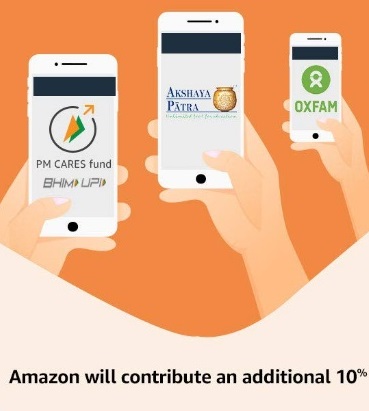 PM CARES fund
BHIM UPI
AKSHAYA
PATRA
OXFAM
Amazon will contribute an additional 10%